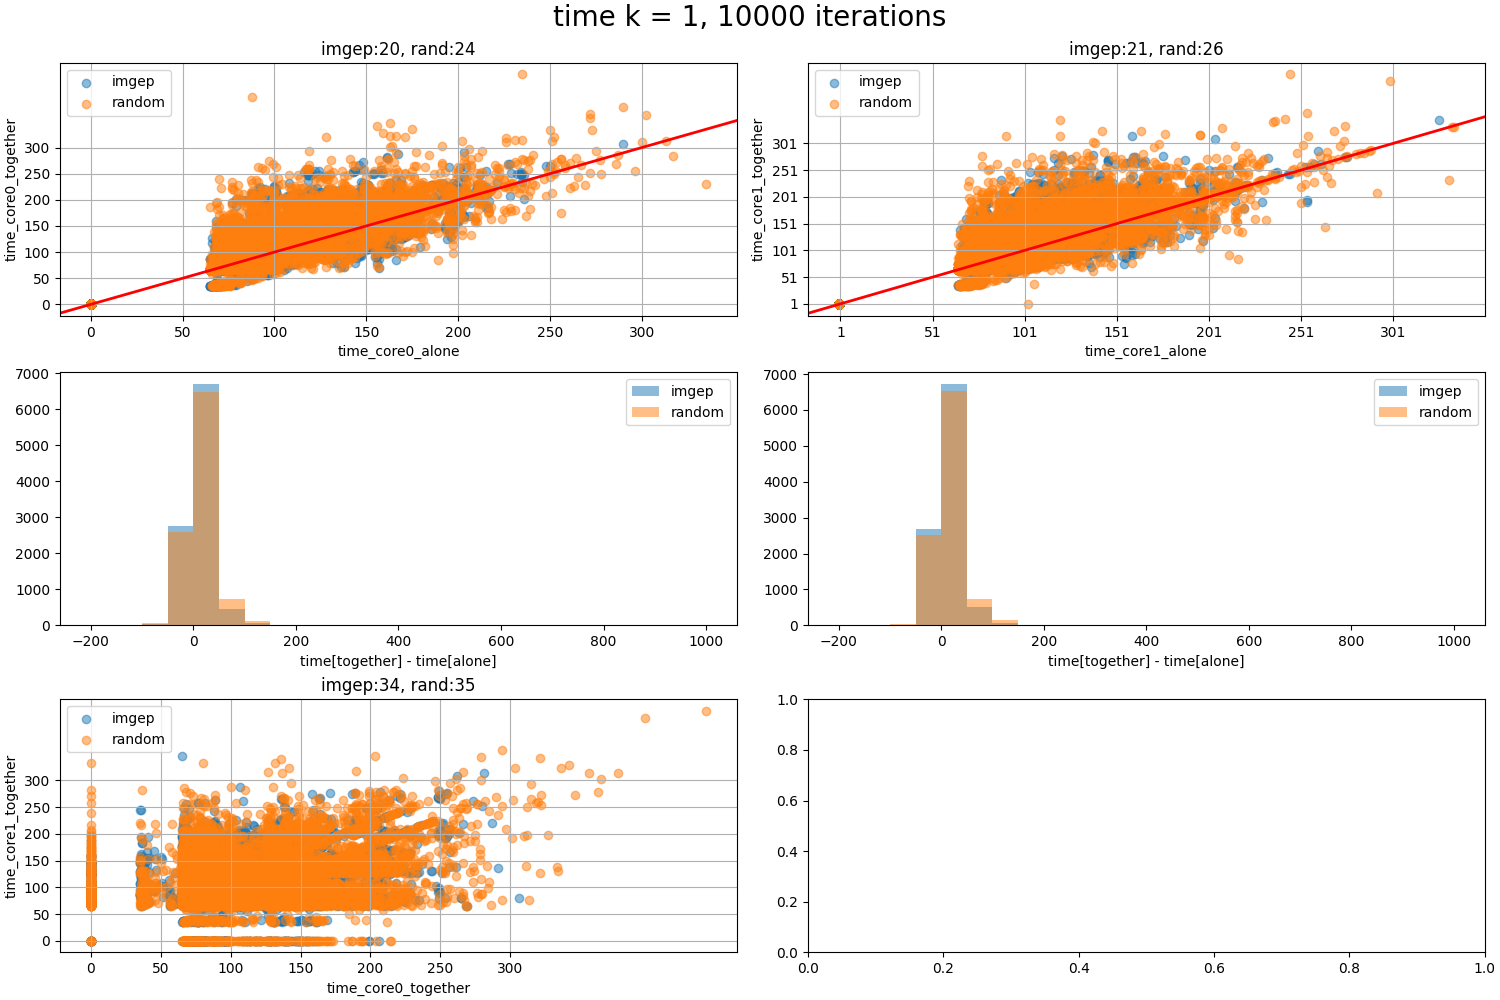 time k = 1, 10000 iterations
imgep:20, rand:24
imgep
random
300
250
200
150
100
50
0
time_core0_together
0 50 100 150 200 250 300
time_core0_alone
imgep:21, rand:26
imgep
random
301
251
201
151
101
51
1
time_core1_together
1 51 101 151 201 251 301
time_core1_alone
imgep
random
7000
6000
5000
4000
3000
2000
1000
0
−200 0 200 400 600 800 1000
time[together] - time[alone]
imgep
random
7000
6000
5000
4000
3000
2000
1000
0
−200 0 200 400 600 800 1000
time[together] - time[alone]
imgep:34, rand:35
imgep
random
300
250
200
150
100
50
0
time_core1_together
0 50 100 150 200 250 300
time_core0_together
1.0
0.8
0.6
0.4
0.2
0.0
0.0 0.2 0.4 0.6 0.8 1.0